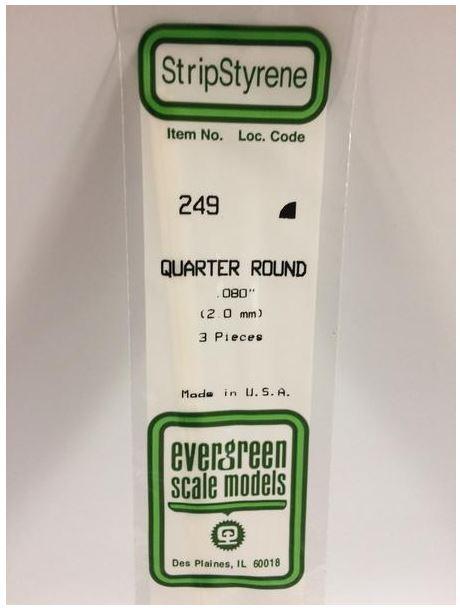 StripStyrene
Item No. Loc. Code
249
QUARTER ROUND
.080"
(2.0 mm)
3 Pieces
Made in U.S.A.
evergreen
scale models
Des Plaines, IL 60018